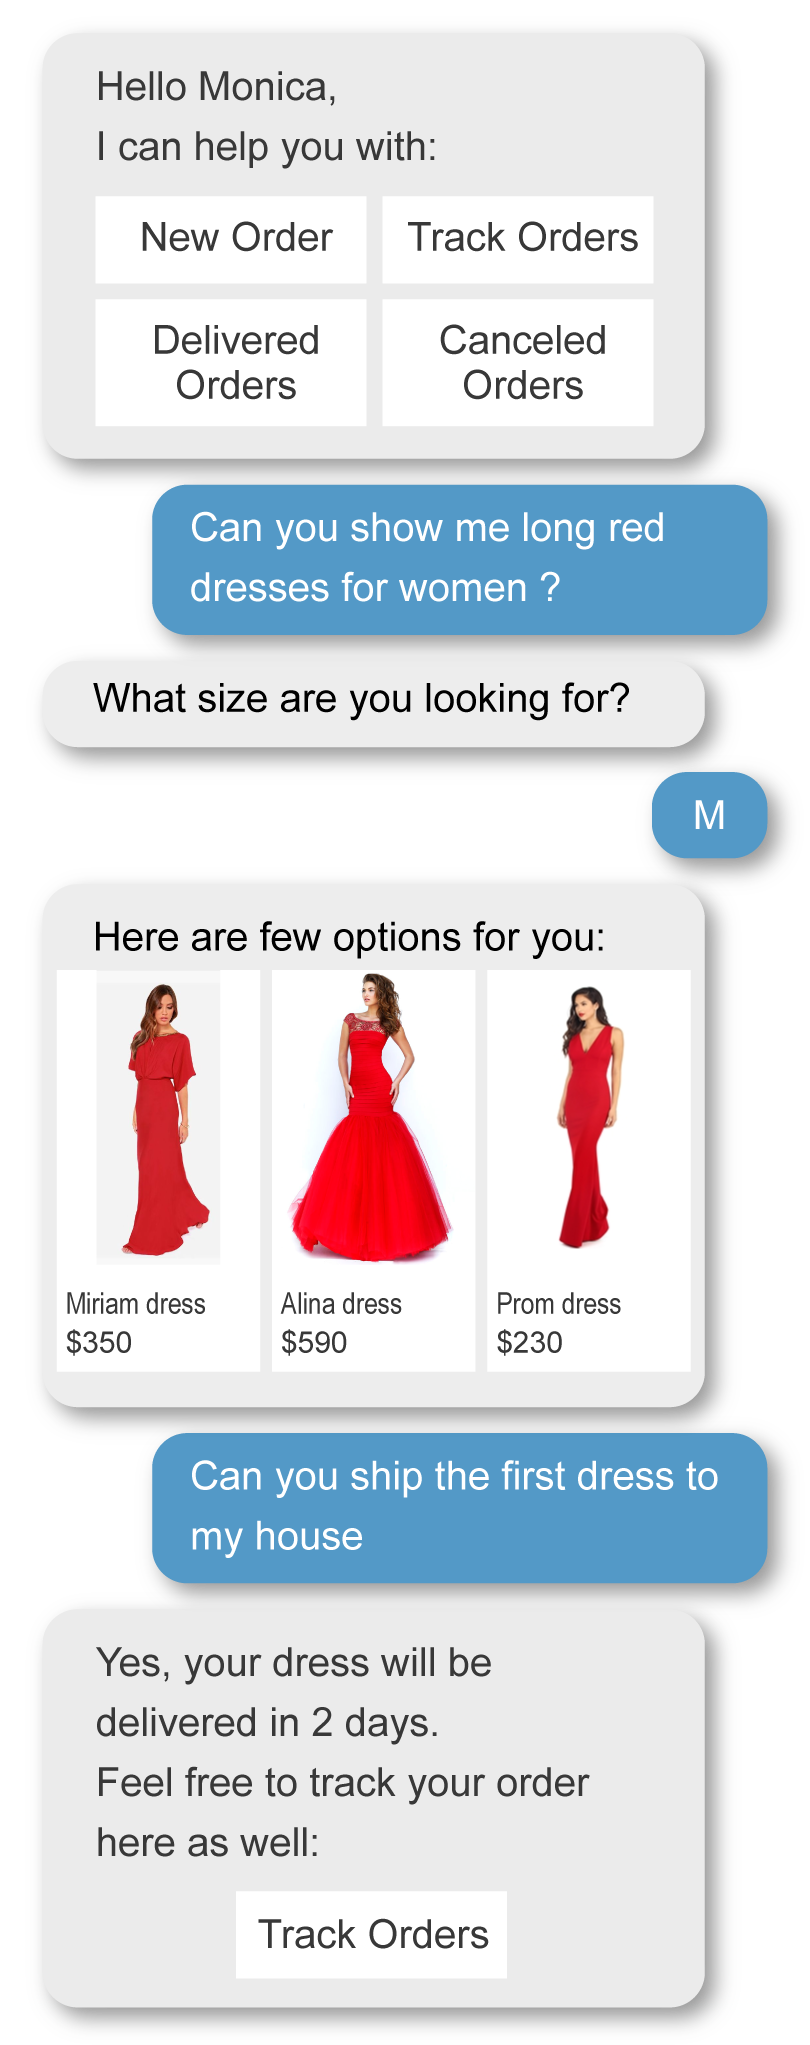 Hello Monica,
I can help you with:
New Order
Track Orders
Delivered
Orders
Canceled
Orders
Can you show me long red
dresses for women ?
What size are you looking for?
M
Here are few options for you:
Miriam dress
$350
Alina dress
$590
Prom dress
$230
Can you ship the first dress to
my house
Yes, your dress will be
delivered in 2 days.
Feel free to track your order
here as well:
Track Orders